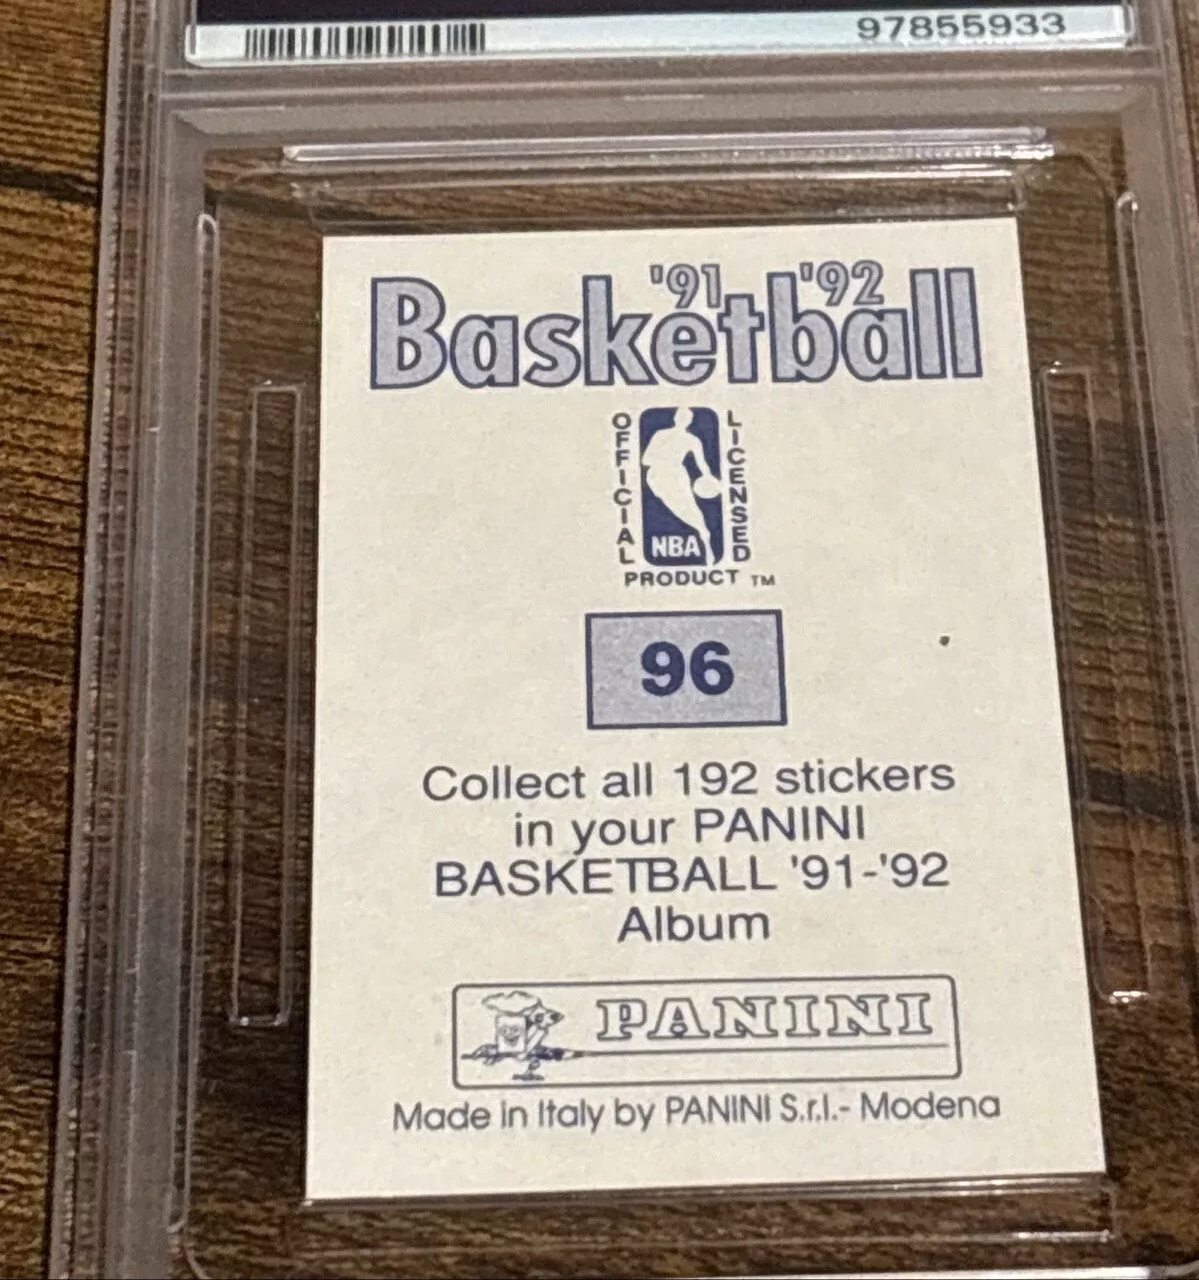 97855933
'91 '92
Basketball
OFFICIAL
LICENSED
NBA
PRODUCT TM
96
Collect all 192 stickers
in your PANINI
BASKETBALL '91-'92
Album
PANINI
Made in Italy by PANINI S.r.l.- Modena